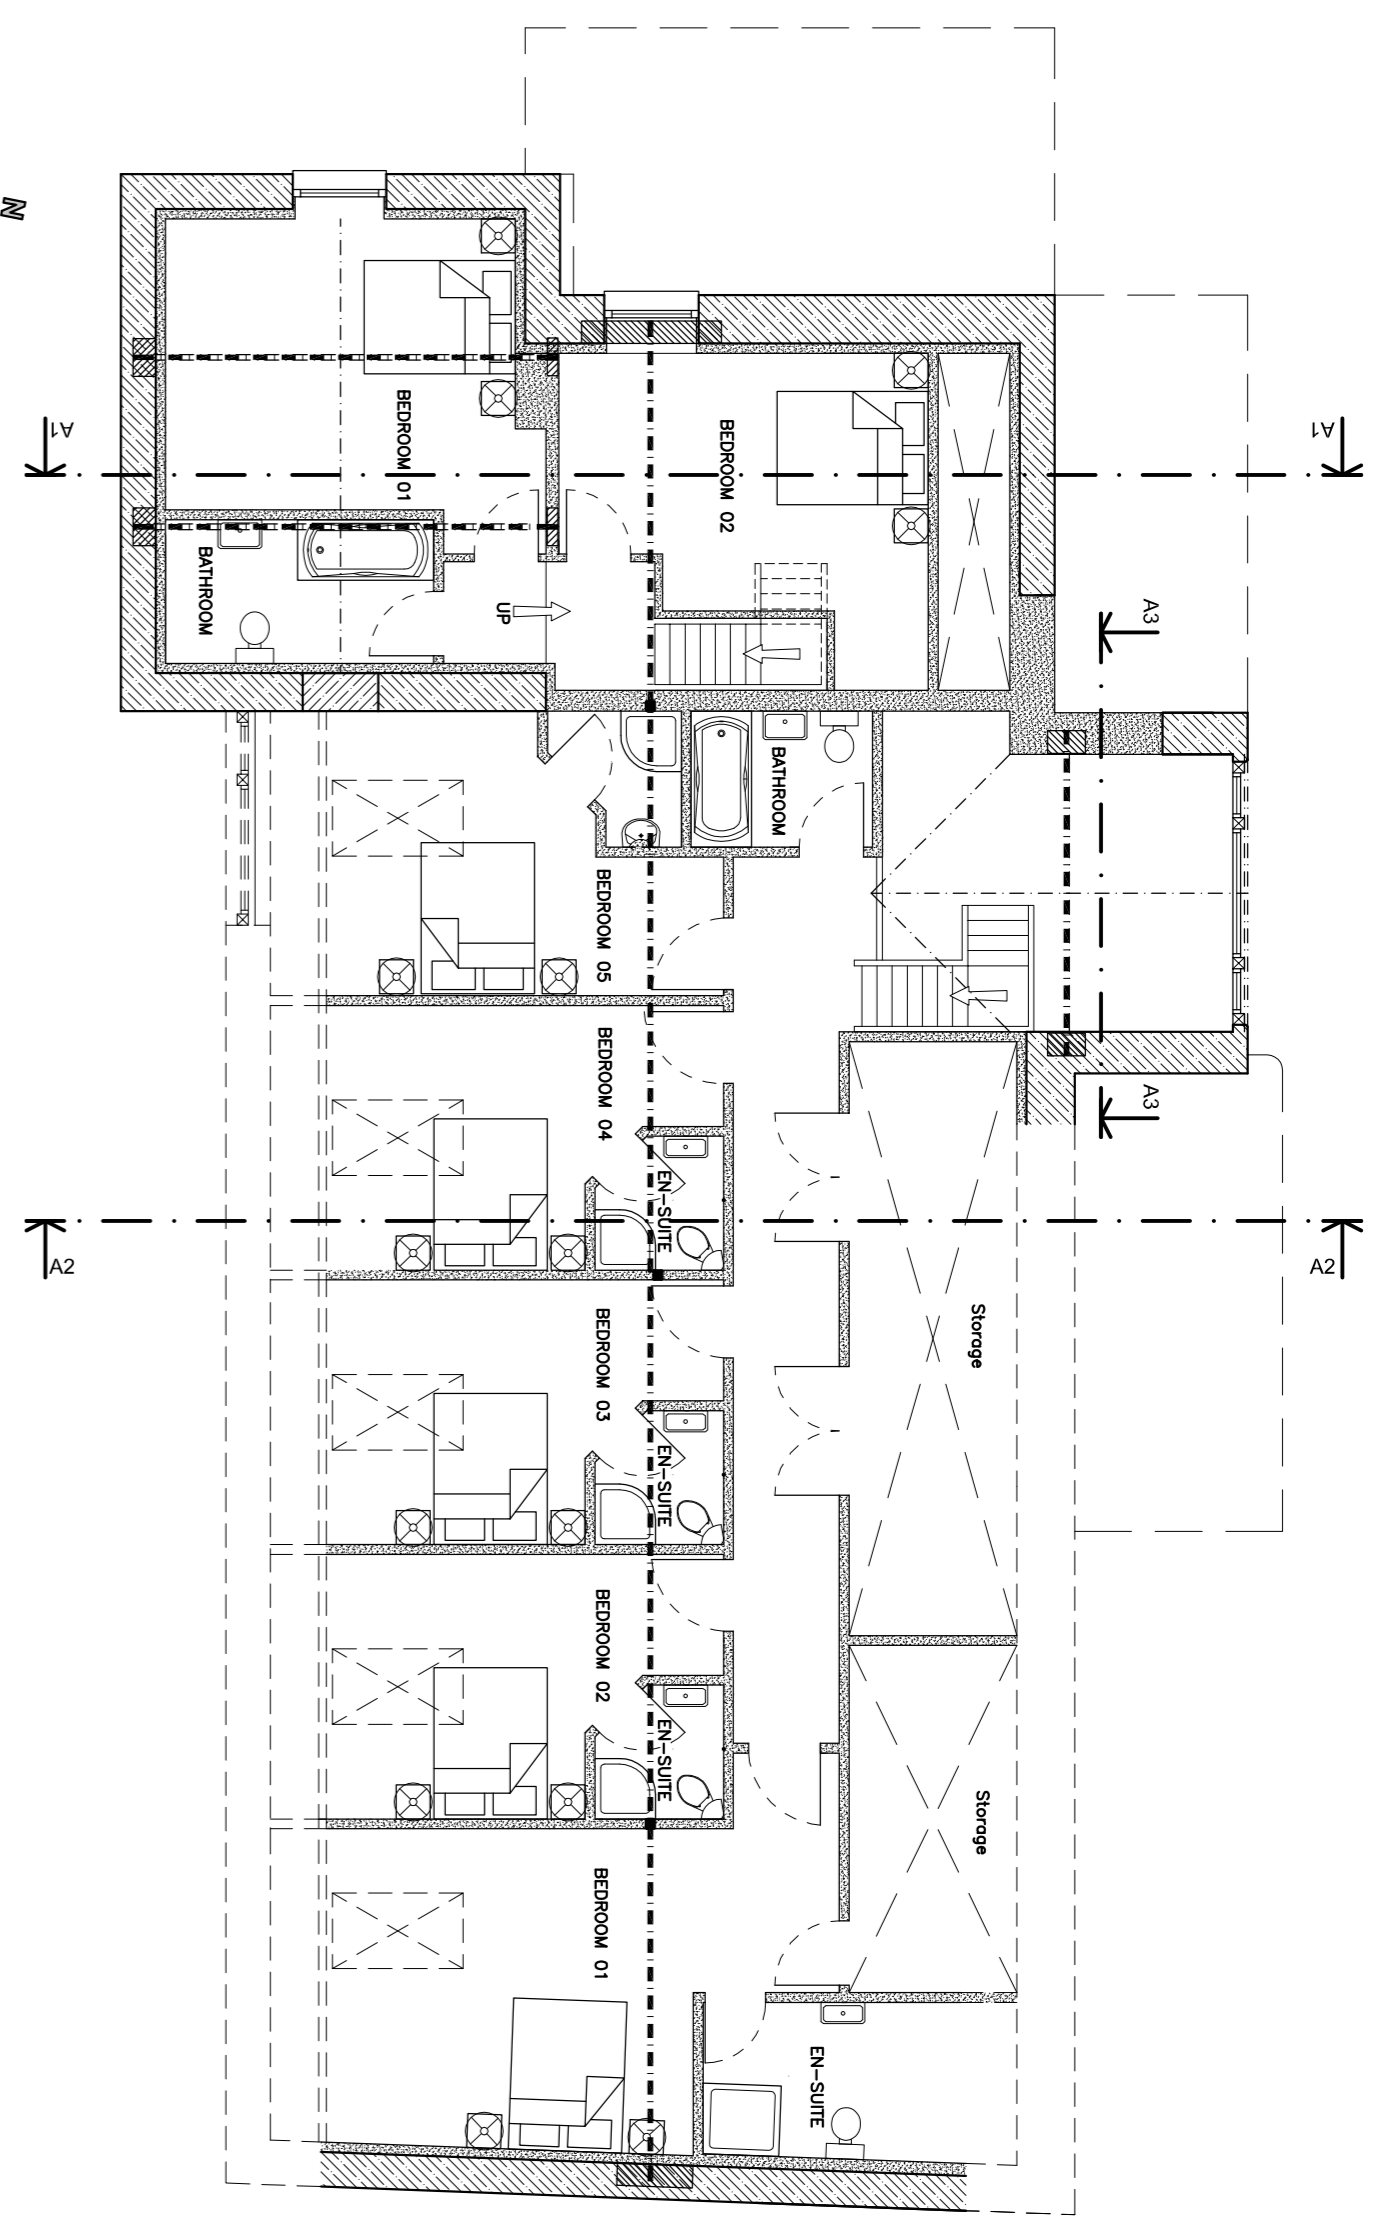 N
A1
A1
BEDROOM 01
BEDROOM 02
BATHROOM
UP
A3
BATHROOM
BEDROOM 05
BEDROOM 04
A3
EN-SUITE
A2
A2
Storage
BEDROOM 03
EN-SUITE
BEDROOM 02
EN-SUITE
Storage
BEDROOM 01
EN-SUITE